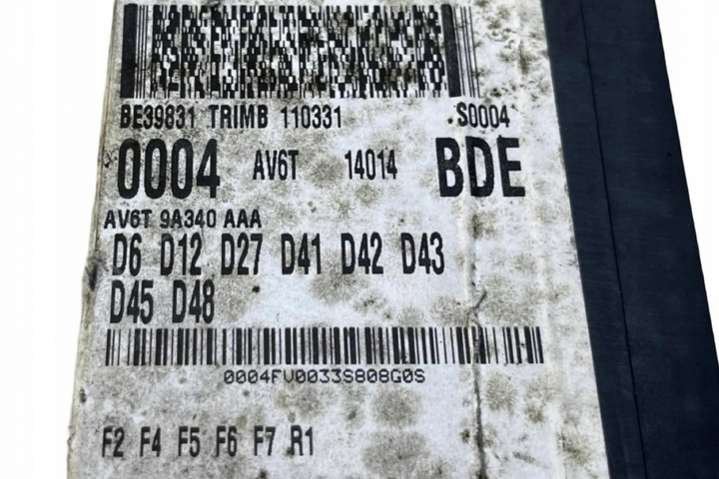 BE39831 TRIMB 110331 S0004
0004 AV6T 14014 BDE
AV6T 9A340 AAA
D6 D12 D27 D41 D42 D43
D45 D48
0004FV0033S808G0S
F2 F4 F5 F6 F7 R1